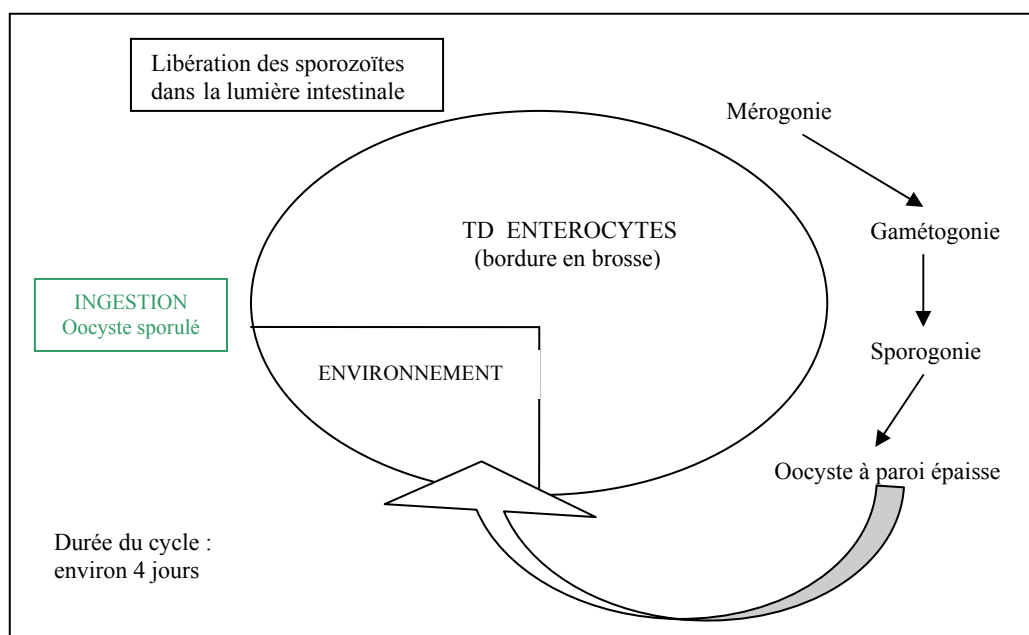 Libération des sporozoïtes
dans la lumière intestinale
Mérogonie
TD ENTEROCYTES
(bordure en brosse)
Gamétogonie
INGESTION
Oocyste sporulé
ENVIRONNEMENT
Sporogonie
Oocyste à paroi épaisse
Durée du cycle :
environ 4 jours